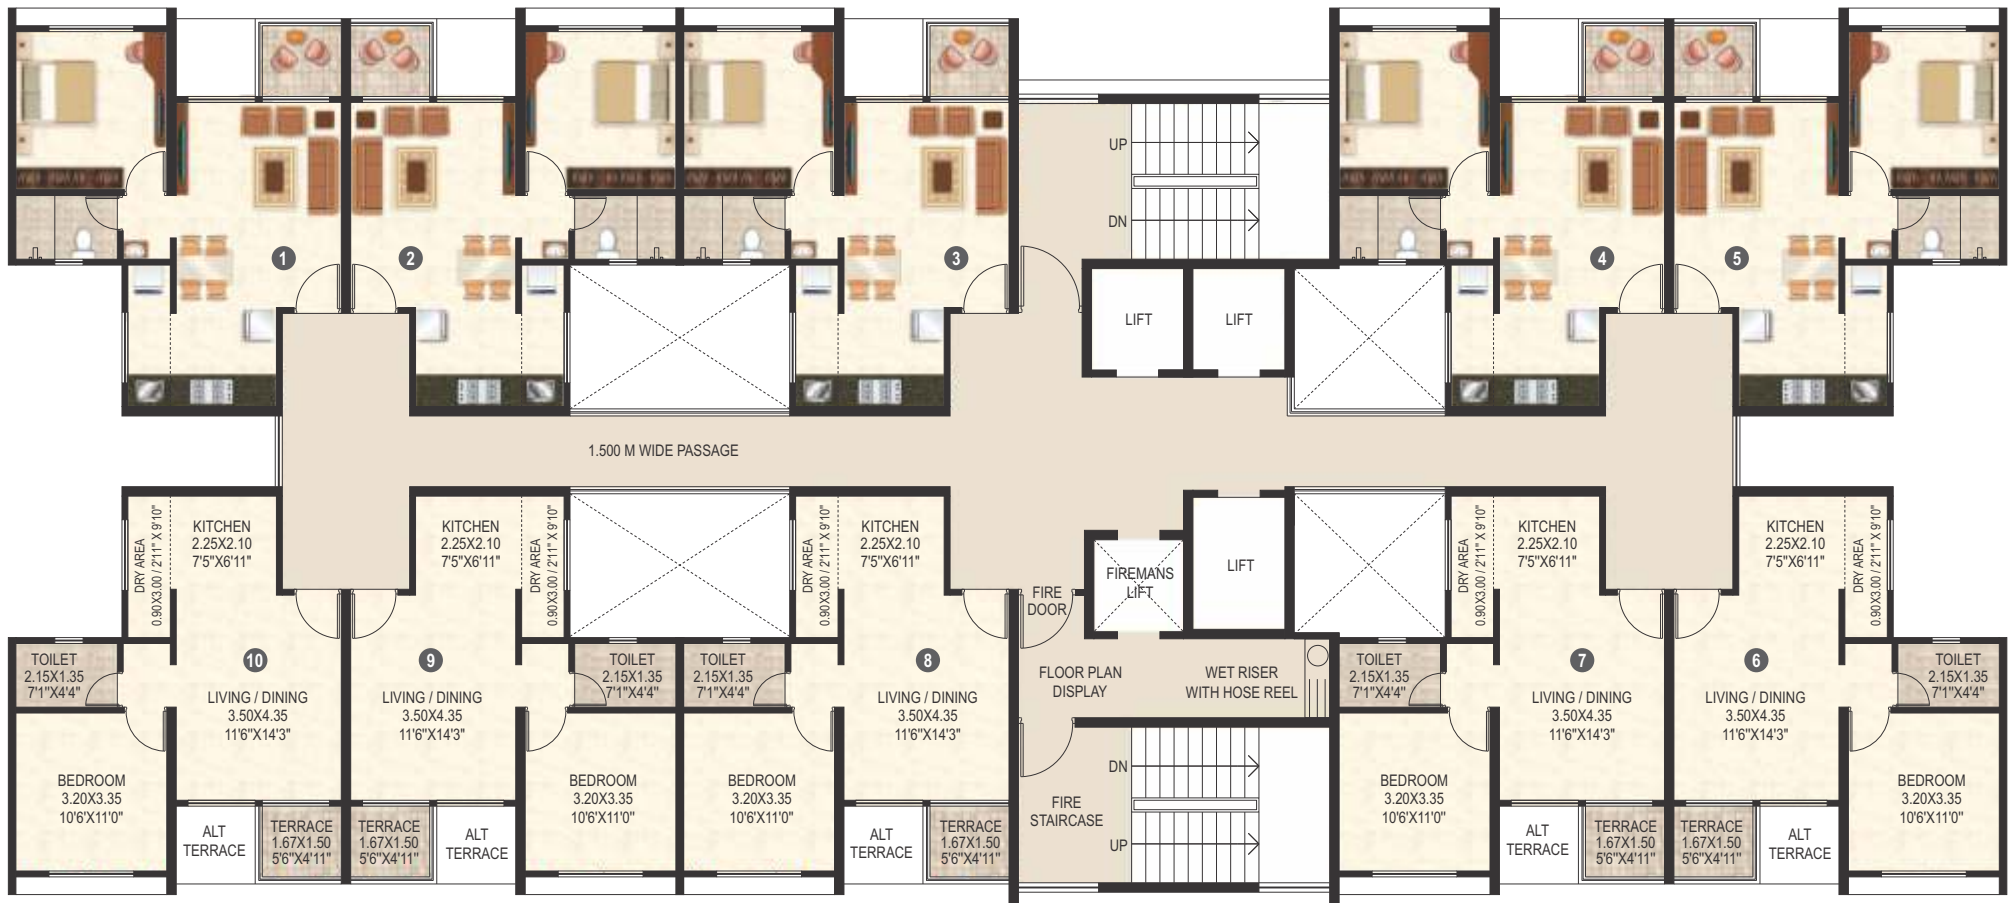 UP
DN
1
2
3
4
5
LIFT
LIFT
1.500 M WIDE PASSAGE
DRY AREA
0.90X3.00 / 2'11" X 9'10"
KITCHEN
2.25X2.10
7'5"X6'11"
KITCHEN
2.25X2.10
7'5"X6'11"
DRY AREA
0.90X3.00 / 2'11" X 9'10"
DRY AREA
0.90X3.00 / 2'11" X 9'10"
KITCHEN
2.25X2.10
7'5"X6'11"
FIRE
DOOR
FIREMANS
LIFT
LIFT
DRY AREA
0.90X3.00 / 2'11" X 9'10"
KITCHEN
2.25X2.10
7'5"X6'11"
KITCHEN
2.25X2.10
7'5"X6'11"
DRY AREA
0.90X3.00 / 2'11" X 9'10"
TOILET
2.15X1.35
7'1"X4'4"
10
LIVING / DINING
3.50X4.35
11'6"X14'3"
9
LIVING / DINING
3.50X4.35
11'6"X14'3"
TOILET
2.15X1.35
7'1"X4'4"
TOILET
2.15X1.35
7'1"X4'4"
8
LIVING / DINING
3.50X4.35
11'6"X14'3"
FLOOR PLAN
DISPLAY
WET RISER
WITH HOSE REEL
TOILET
2.15X1.35
7'1"X4'4"
7
LIVING / DINING
3.50X4.35
11'6"X14'3"
6
LIVING / DINING
3.50X4.35
11'6"X14'3"
TOILET
2.15X1.35
7'1"X4'4"
BEDROOM
3.20X3.35
10'6'X11'0"
BEDROOM
3.20X3.35
10'6'X11'0"
BEDROOM
3.20X3.35
10'6'X11'0"
DN
FIRE
STAIRCASE
UP
BEDROOM
3.20X3.35
10'6'X11'0"
BEDROOM
3.20X3.35
10'6'X11'0"
ALT
TERRACE
TERRACE
1.67X1.50
5'6"X4'11"
TERRACE
1.67X1.50
5'6"X4'11"
ALT
TERRACE
ALT
TERRACE
TERRACE
1.67X1.50
5'6"X4'11"
ALT
TERRACE
TERRACE
1.67X1.50
5'6"X4'11"
TERRACE
1.67X1.50
5'6"X4'11"
ALT
TERRACE